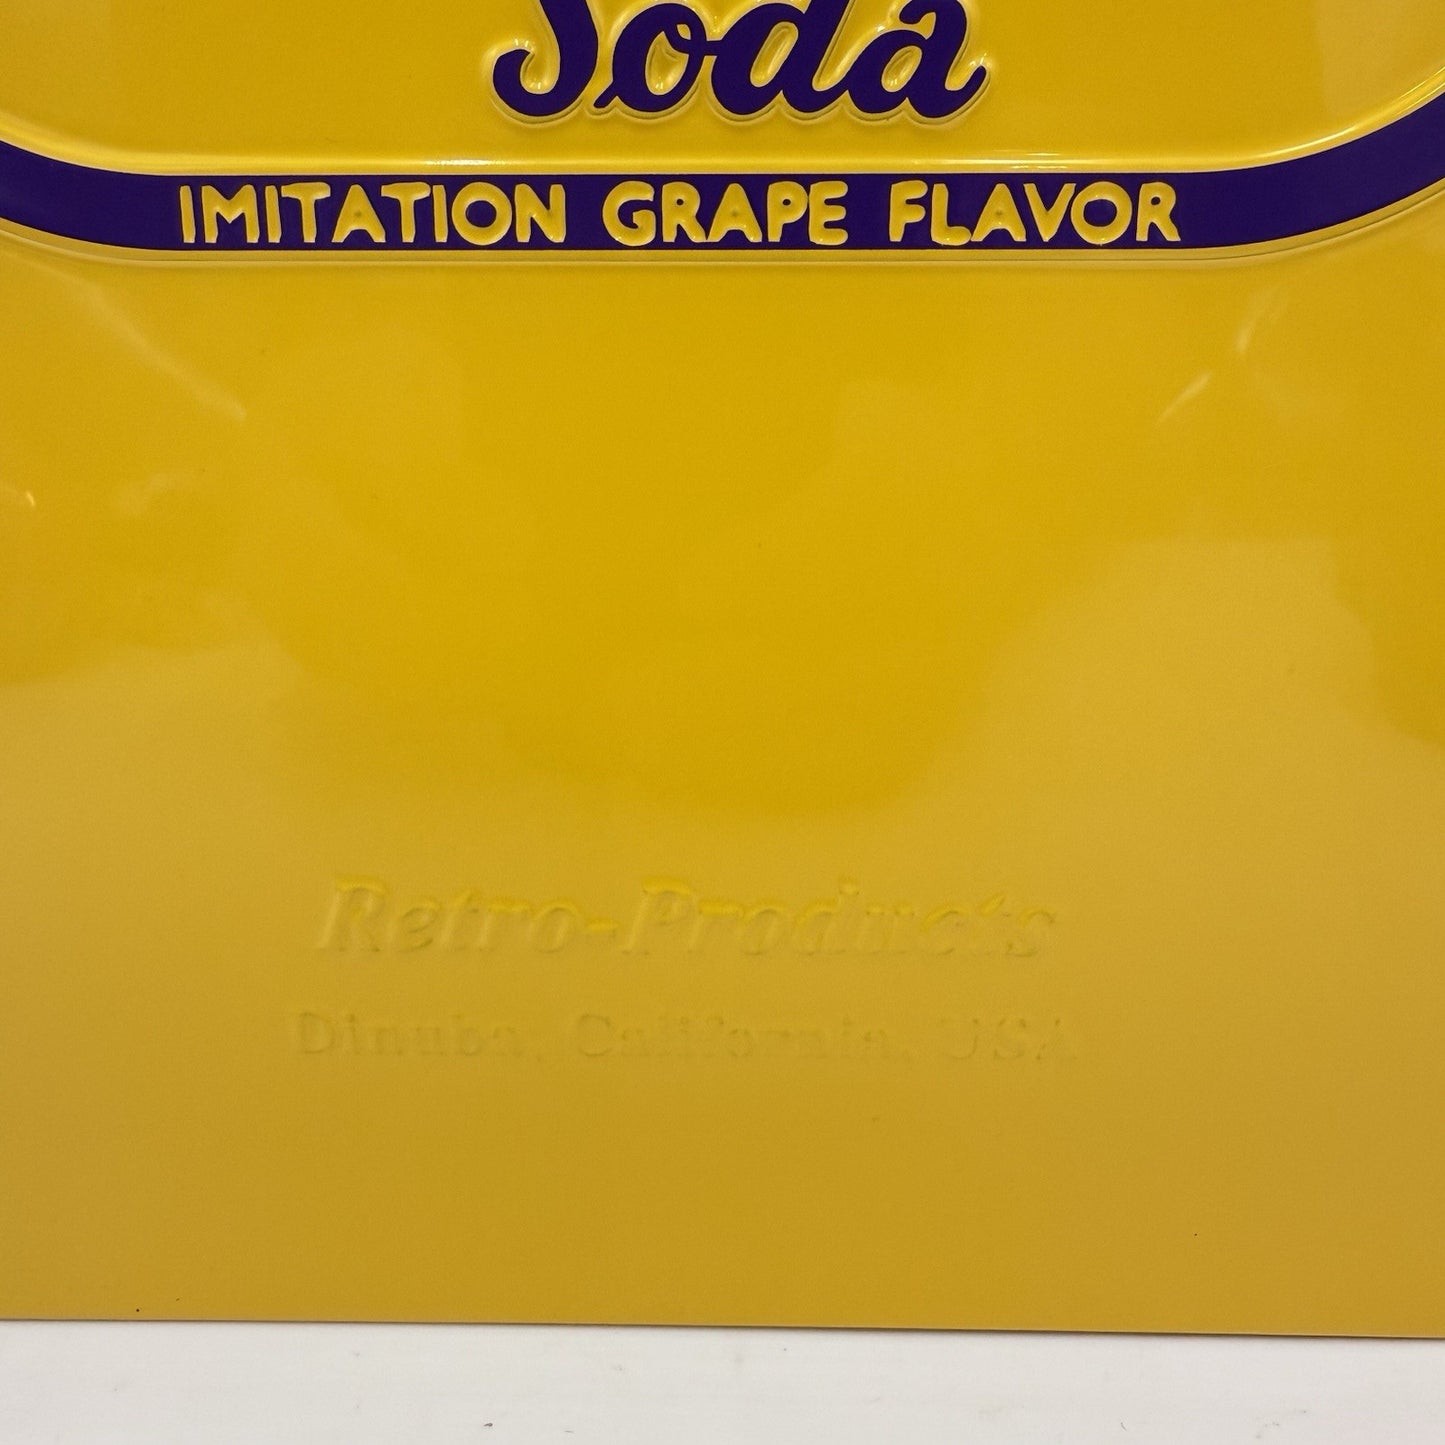 Soda
IMITATION GRAPE FLAVOR
Retro-Products
Dinuba, California, USA